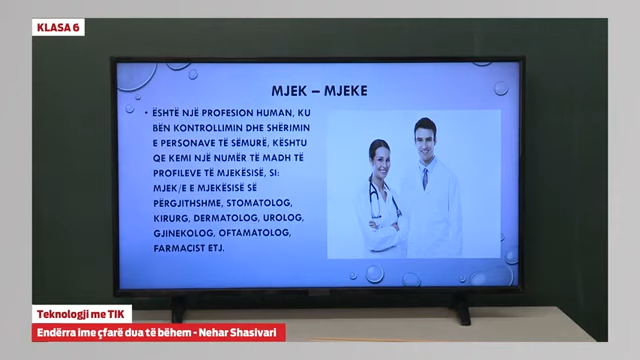 KLASA 6
MJEK – MJEKE
• ËSHTË NJË PROFESION HUMAN, KU
BËN KONTROLLIMIN DHE SHËRIMIN
E PERSONAVE TË SËMURË, KËSHTU
QE KEMI NJË NUMËR TË MADH TË
PROFILEVE TË MJEKËSISË, SI:
MJEK/E E MJEKËSISË SË
PËRGJITHSHME, STOMATOLOG,
KIRURG, DERMATOLOG, UROLOG,
GJINEKOLOG, OFTAMATOLOG,
FARMACIST ETJ.
Teknologji me TIK
Endërra ime çfarë dua të bëhem - Nehar Shasivari